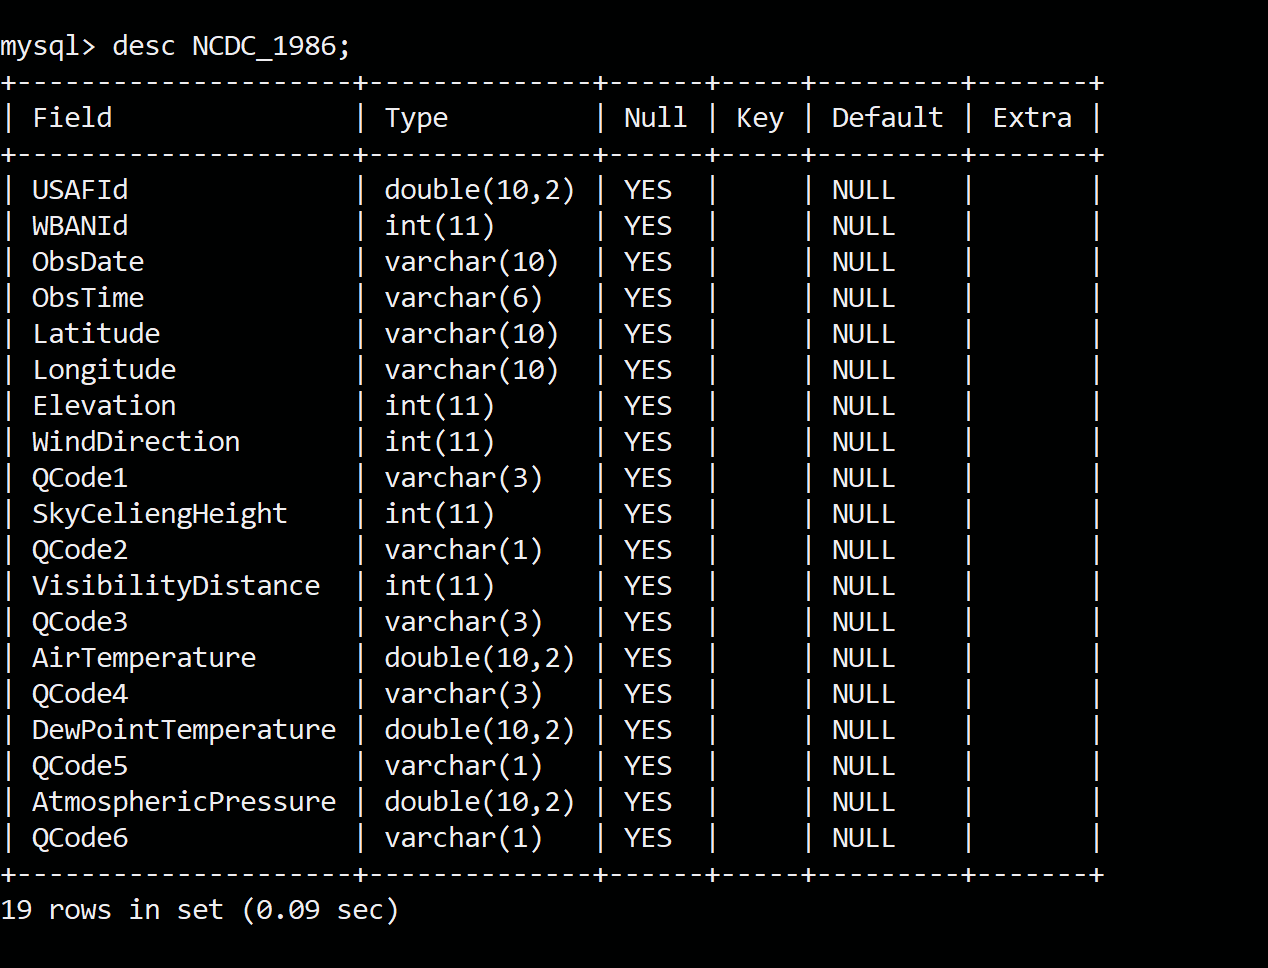 mysql> desc NCDC_1986;
+---------------------+--------------+------+-----+---------+-------+
| Field               | Type         | Null | Key | Default | Extra |
+---------------------+--------------+------+-----+---------+-------+
| USAFId              | double(10,2) | YES  |     | NULL    |       |
| WBANId              | int(11)      | YES  |     | NULL    |       |
| ObsDate             | varchar(10)  | YES  |     | NULL    |       |
| ObsTime             | varchar(6)   | YES  |     | NULL    |       |
| Latitude            | varchar(10)  | YES  |     | NULL    |       |
| Longitude           | varchar(10)  | YES  |     | NULL    |       |
| Elevation           | int(11)      | YES  |     | NULL    |       |
| WindDirection       | int(11)      | YES  |     | NULL    |       |
| QCode1              | varchar(3)   | YES  |     | NULL    |       |
| SkyCeliengHeight    | int(11)      | YES  |     | NULL    |       |
| QCode2              | varchar(1)   | YES  |     | NULL    |       |
| VisibilityDistance  | int(11)      | YES  |     | NULL    |       |
| QCode3              | varchar(3)   | YES  |     | NULL    |       |
| AirTemperature      | double(10,2) | YES  |     | NULL    |       |
| QCode4              | varchar(3)   | YES  |     | NULL    |       |
| DewPointTemperature | double(10,2) | YES  |     | NULL    |       |
| QCode5              | varchar(1)   | YES  |     | NULL    |       |
| AtmosphericPressure | double(10,2) | YES  |     | NULL    |       |
| QCode6              | varchar(1)   | YES  |     | NULL    |       |
+---------------------+--------------+------+-----+---------+-------+
19 rows in set (0.09 sec)